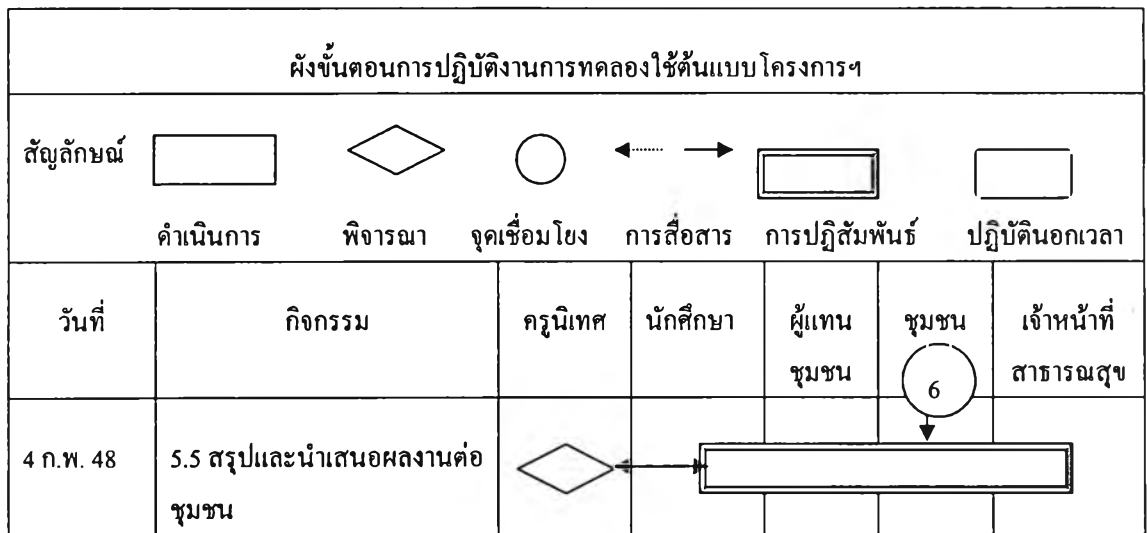 ผังขั้นตอนการปฏิบัติงานการทดลองใช้ต้นแบบโครงการฯ
สัญลักษณ์
ดำเนินการ พิจารณา จุดเชื่อมโยง การสื่อสาร การปฏิสัมพันธ์ ปฏิบัตินอกเวลา
วันที่ กิจกรรม ครูนิเทศ นักศึกษา ผู้แทน ชุมชน เจ้าหน้าที่
ชุมชน สาธารณสุข
6
4 ก.พ. 48 5.5 สรุปและนำเสนอผลงานต่อ
ชุมชน